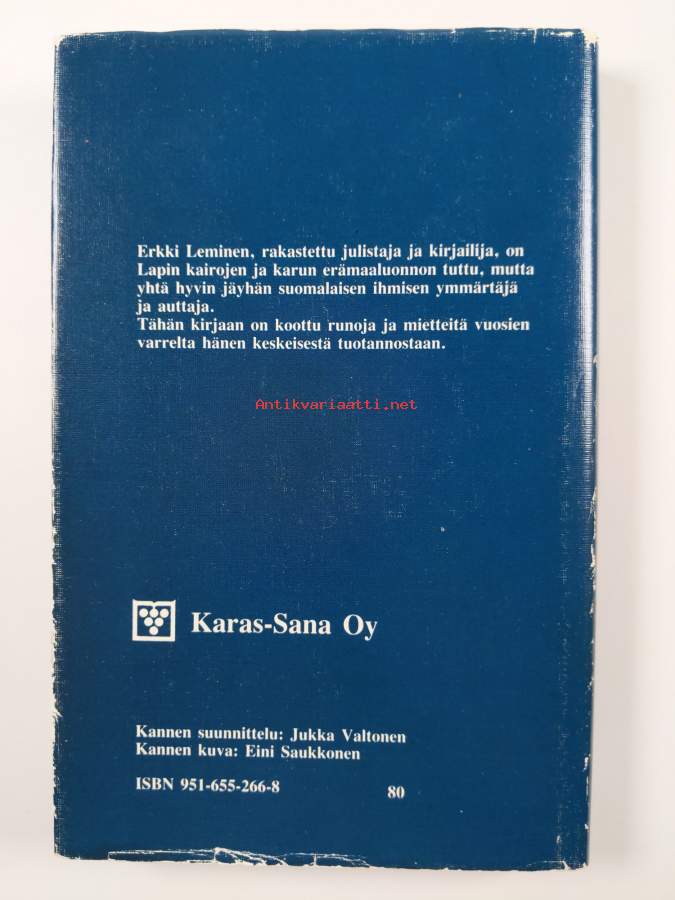 Erkki Leminen, rakastettu julistaja ja kirjailija, on
Lapin kairojen ja karun erämaaluonnon tuttu, mutta
yhtä hyvin jäyhän suomalaisen ihmisen ymmärtäjä
ja auttaja.
Tähän kirjaan on koottu runoja ja mietteitä vuosien
varrelta hänen keskeisestä tuotannostaan.
Antikvariaatti.net
Karas-Sana Oy
Kannen suunnittelu: Jukka Valtonen
Kannen kuva: Eini Saukkonen
ISBN 951-655-266-8 80